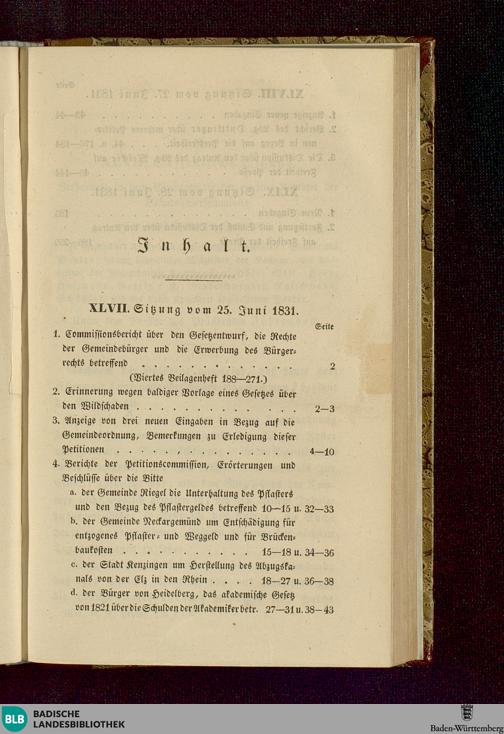 Inhalt.
XLVII. Sitzung vom 25. Juni 1831.
Seite
1. Commissionsbericht über den Gesetzentwurf, die Rechte
der Gemeindebürger und die Erwerbung des Bürger-
rechts betreffend . . . . . . . . . . . 2
(Viertes Beilagenheft 188—271.)
2. Erinnerung wegen baldiger Vorlage eines Gesetzes über
den Wildschaden . . . . . . . . . . . . 2—3
3. Anzeige von drei neuen Eingaben in Bezug auf die
Gemeindeordnung, Bemerkungen zu Erledigung dieser
Petitionen . . . . . . . . . . . . . 4—10
4. Berichte der Petitionscommission, Erörterungen und
Beschlüsse über die Bitte
a. der Gemeinde Riegel die Unterhaltung des Pflasters
und den Bezug des Pflastergeldes betreffend 10—15 u. 32—33
b. der Gemeinde Neckargemünd um Entschädigung für
entzogenes Pflaster- und Weggeld und für Brücken-
baukosten . . . . . . . . . . 15—18 u. 34—36
c. der Stadt Kenzingen um Herstellung des Abzugska-
nals von der Elz in den Rhein . . . . 18—27 u. 36—38
d. der Bürger von Heidelberg, das akademische Gesetz
von 1821 über die Schulden der Akademiker betr. 27—31 u. 38—43
BLB BADISCHE
LANDESBIBLIOTHEK
Baden-Württemberg